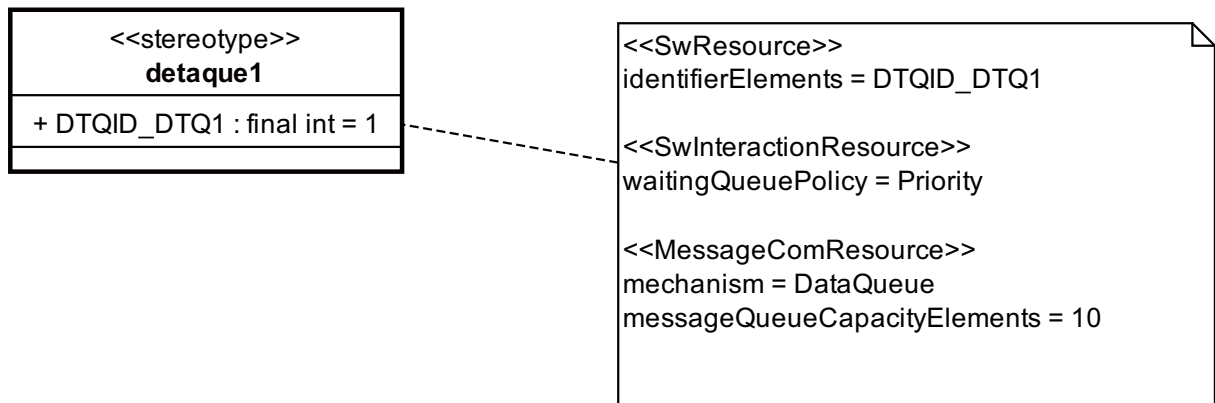 <<stereotype>>
detaque1
+ DTQID_DTQ1 : final int = 1
<<SwResource>>
identifierElements = DTQID_DTQ1
<<SwInteractionResource>>
waitingQueuePolicy = Priority
<<MessageComResource>>
mechanism = DataQueue
messageQueueCapacityElements = 10